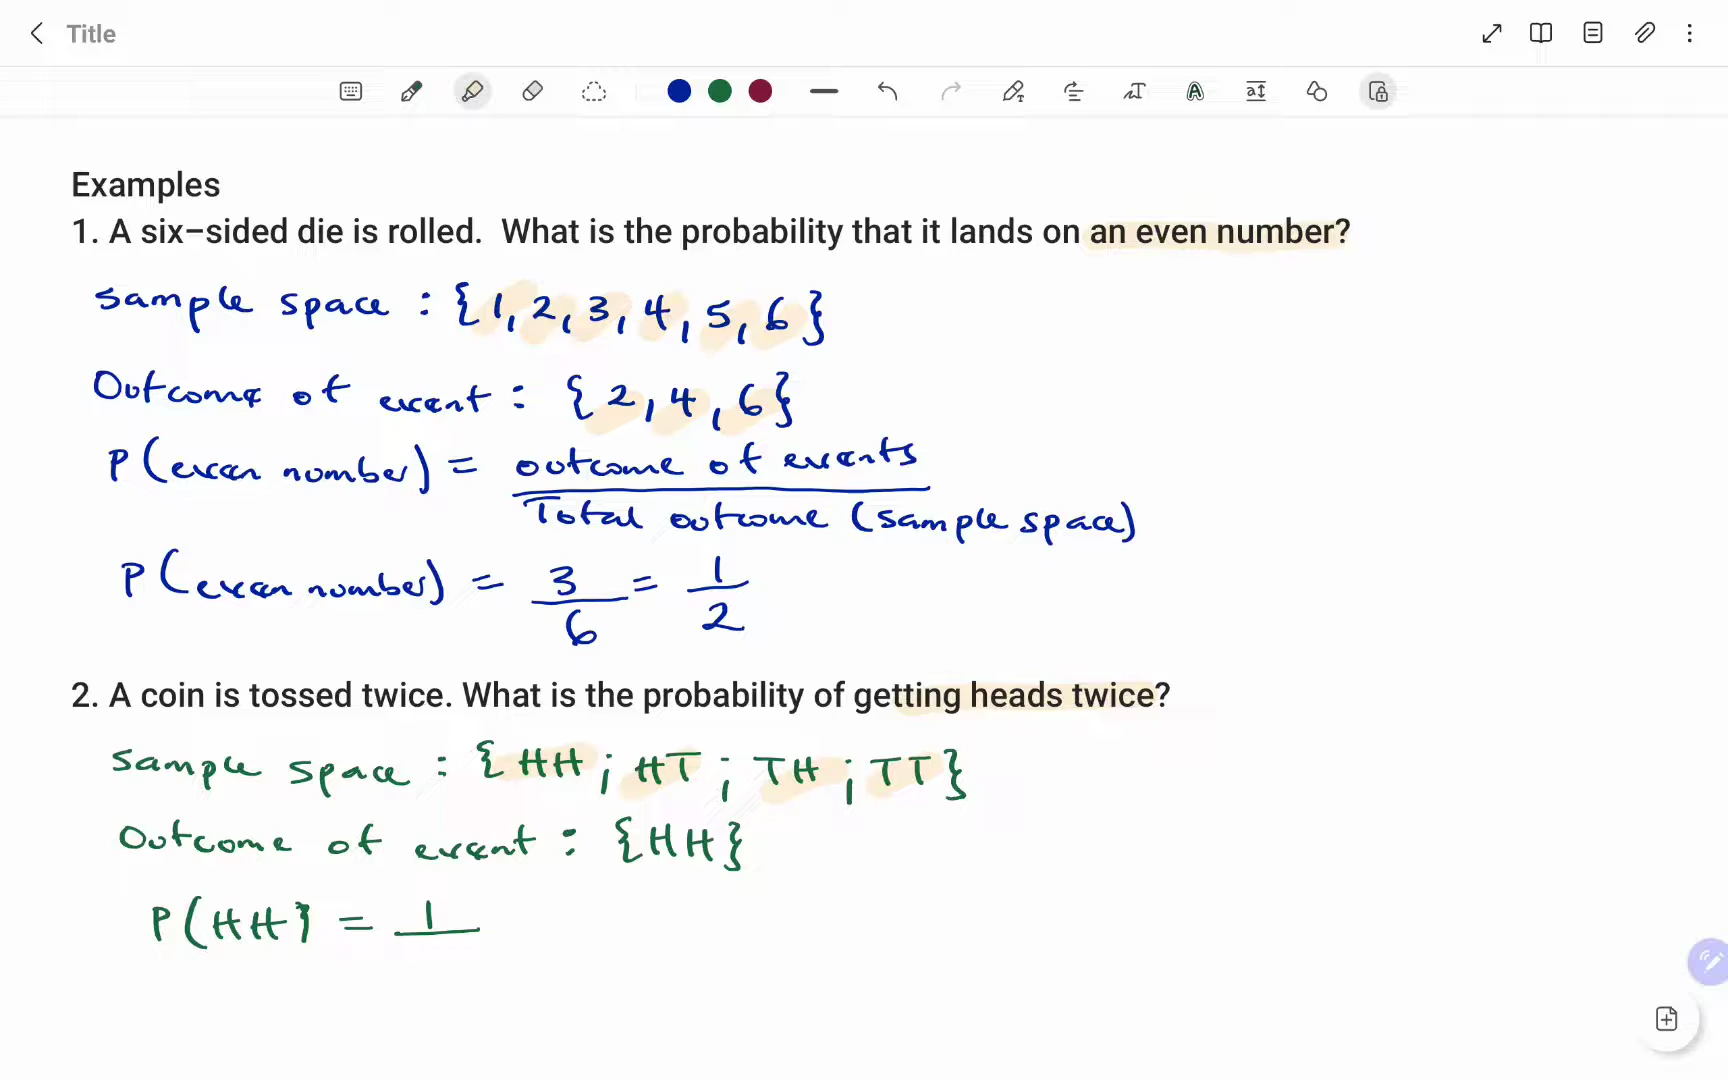 Title
Examples
1. A six-sided die is rolled. What is the probability that it lands on an even number?
Sample space : {1, 2, 3, 4, 5, 6}
Outcome of event : {2, 4, 6}
P(even number) = outcome of events
Total outcome (sample space)
P(even number) = 3/6 = 1/2
2. A coin is tossed twice. What is the probability of getting heads twice?
Sample space : {HH ; HT ; TH ; TT}
Outcome of event : {HH}
P(HH) = 1